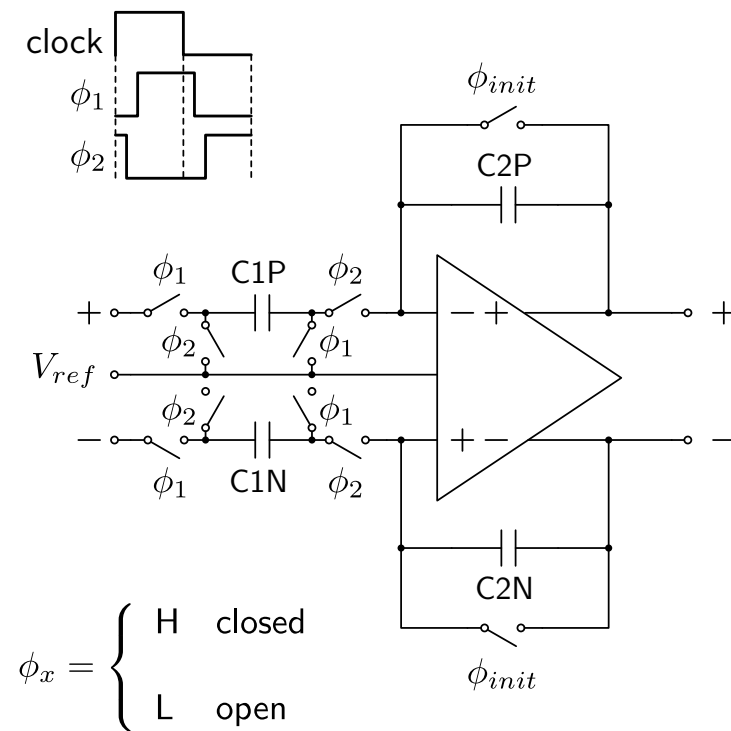 clock
ϕ1
ϕ2
ϕinit
C2P
ϕ1 C1P ϕ2
+ − + +
ϕ2 ϕ1
Vref
ϕ2 ϕ1
− + − −
ϕ1 C1N ϕ2
C2N
ϕinit
H closed
ϕx = {
L open